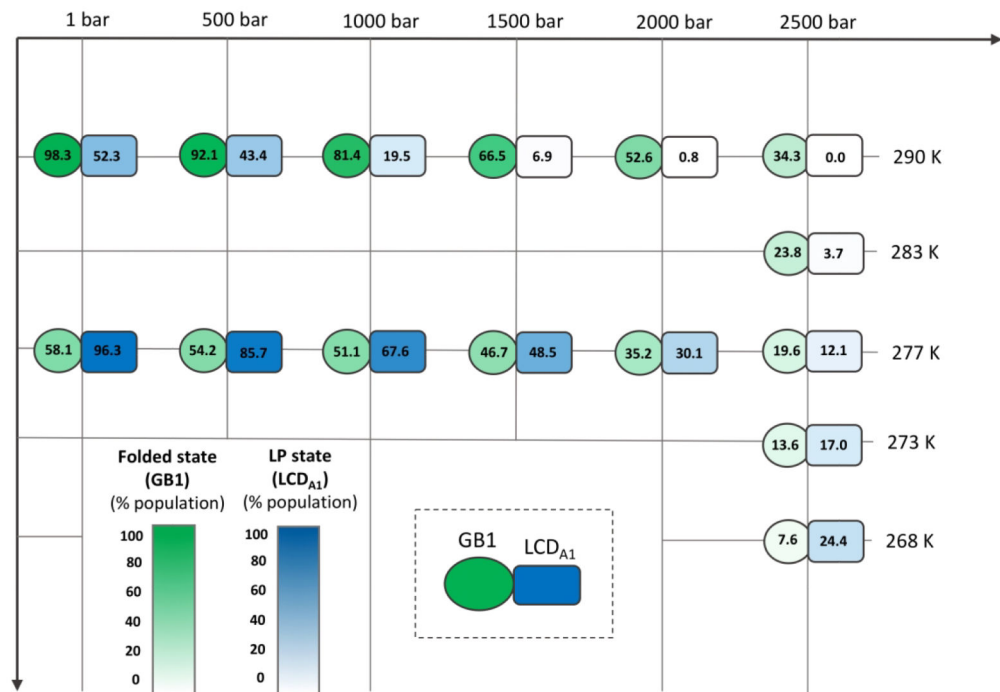 1 bar 500 bar 1000 bar 1500 bar 2000 bar 2500 bar
98.3 52.3 92.1 43.4 81.4 19.5 66.5 6.9 52.6 0.8 34.3 0.0 290 K
23.8 3.7 283 K
58.1 96.3 54.2 85.7 51.1 67.6 46.7 48.5 35.2 30.1 19.6 12.1 277 K
13.6 17.0 273 K
7.6 24.4 268 K
Folded state
(GB1)
(% population)
100
80
60
40
20
0
LP state
(LCDA1)
(% population)
100
80
60
40
20
0
GB1 LCDA1